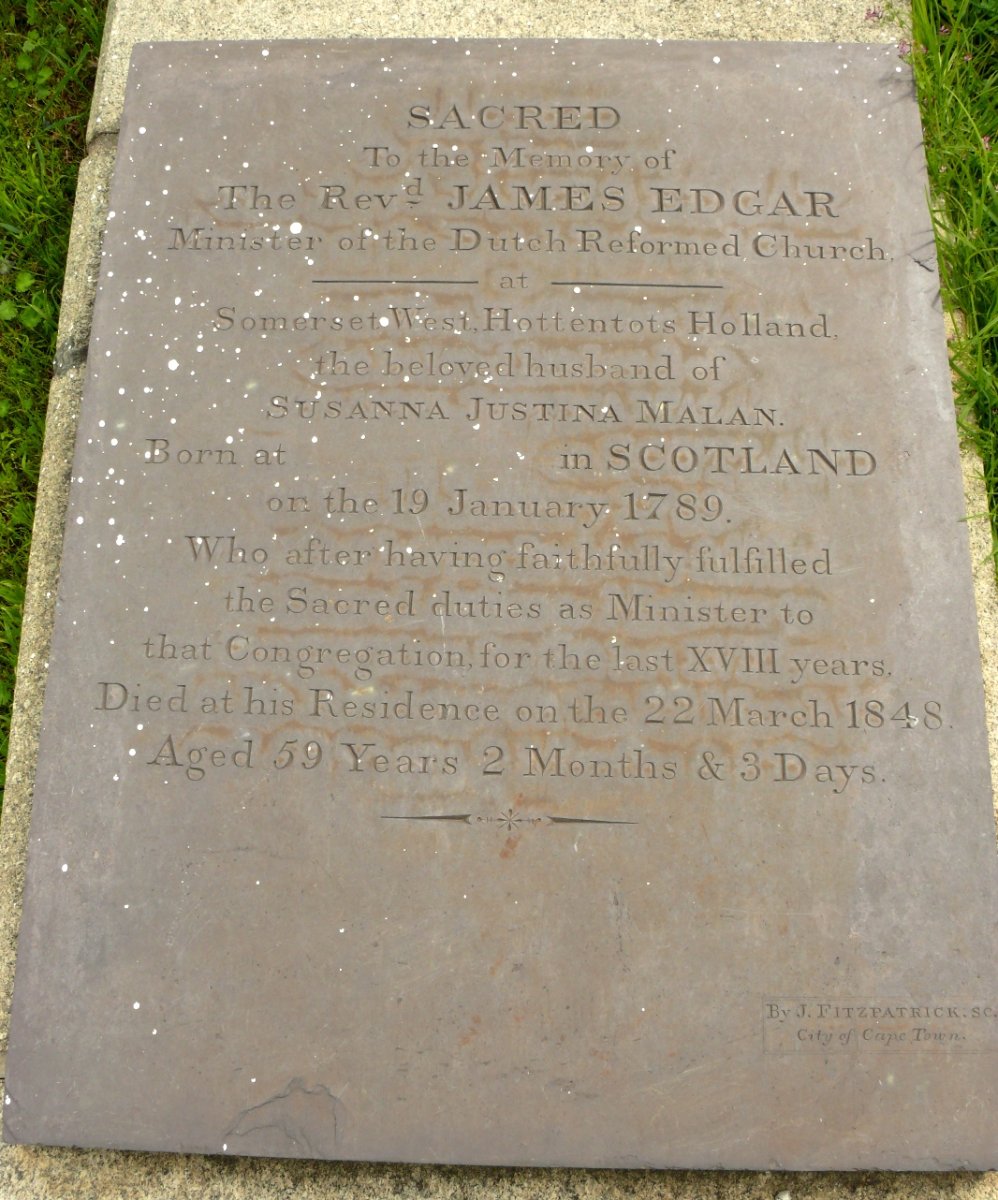 SACRED
To the Memory of
The Revd JAMES EDGAR
Minister of the Dutch Reformed Church,
at
Somerset West, Hottentots Holland,
the beloved husband of
SUSANNA JUSTINA MALAN.
Born at in SCOTLAND
on the 19 January 1789.
Who after having faithfully fulfilled
the Sacred duties as Minister to
that Congregation, for the last XVIII years,
Died at his Residence on the 22 March 1848.
Aged 59 Years 2 Months & 3 Days.
By J. FITZPATRICK. SC.
City of Cape Town.